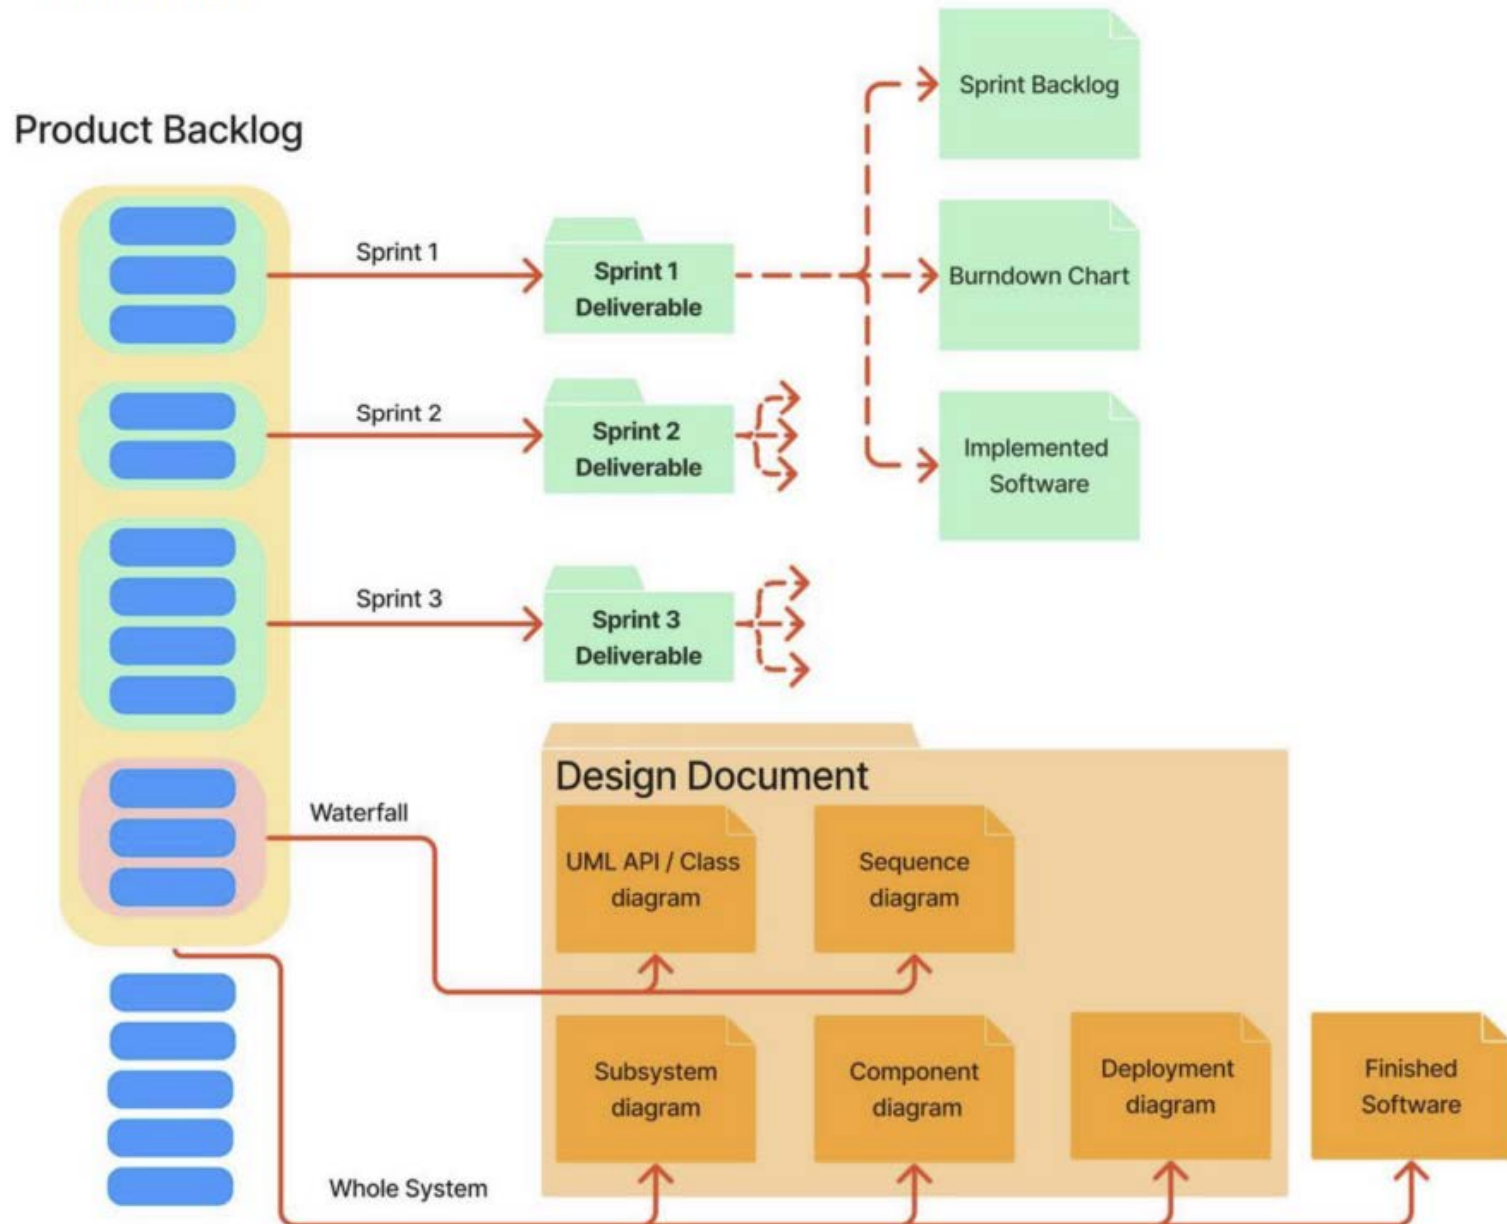 Product Backlog
Sprint 1
Sprint 1
Deliverable
Sprint Backlog
Burndown Chart
Implemented
Software
Sprint 2
Sprint 2
Deliverable
Sprint 3
Sprint 3
Deliverable
Waterfall
Design Document
UML API / Class
diagram
Sequence
diagram
Subsystem
diagram
Component
diagram
Deployment
diagram
Finished
Software
Whole System